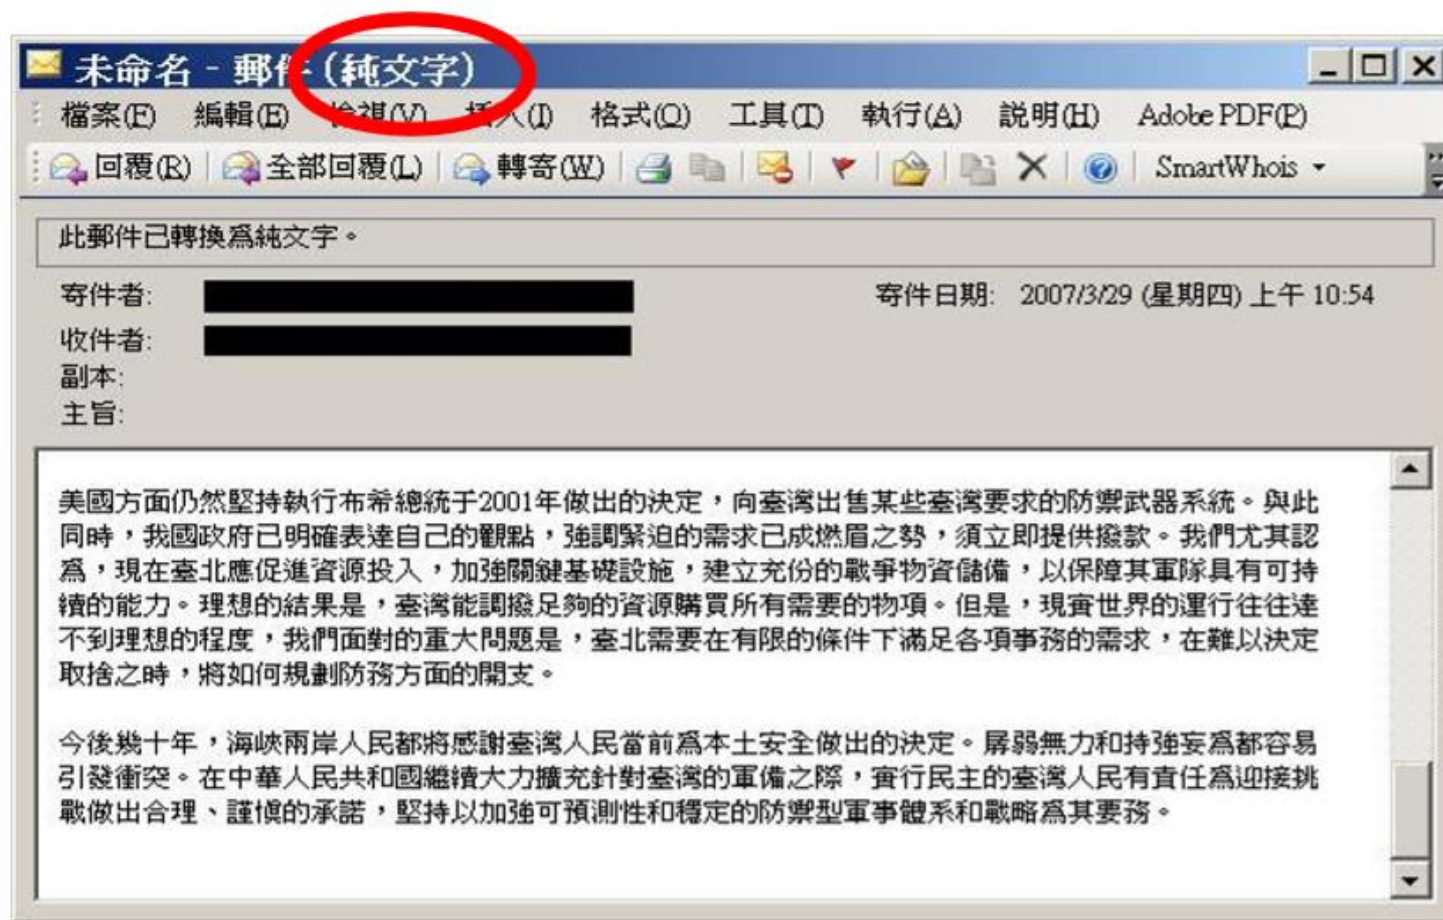 未命名 - 郵件 (純文字)
檔案(F) 編輯(E) 檢視(V) 插入(I) 格式(O) 工具(T) 執行(A) 說明(H) Adobe PDF(P)
回覆(R) 全部回覆(L) 轉寄(W) SmartWhois
此郵件已轉換爲純文字。
寄件者: 寄件日期: 2007/3/29 (星期四) 上午 10:54
收件者:
副本:
主旨:
美國方面仍然堅持執行布希總統于2001年做出的決定，向臺灣出售某些臺灣要求的防禦武器系統。與此
同時，我國政府已明確表達自己的觀點，強調緊迫的需求已成燃眉之勢，須立即提供撥款。我們尤其認
爲，現在臺北應促進資源投入，加強關鍵基礎設施，建立充份的戰爭物資儲備，以保障其軍隊具有可持
續的能力。理想的結果是，臺灣能調撥足夠的資源購買所有需要的物項。但是，現實世界的運行往往達
不到理想的程度，我們面對的重大問題是，臺北需要在有限的條件下滿足各項事務的需求，在難以決定
取捨之時，將如何規劃防務方面的開支。
今後幾十年，海峽兩岸人民都將感謝臺灣人民當前爲本土安全做出的決定。孱弱無力和持強妄爲都容易
引發衝突。在中華人民共和國繼續大力擴充針對臺灣的軍備之際，實行民主的臺灣人民有責任爲迎接挑
戰做出合理、謹慎的承諾，堅持以加強可預測性和穩定的防禦型軍事體系和戰略爲其要務。